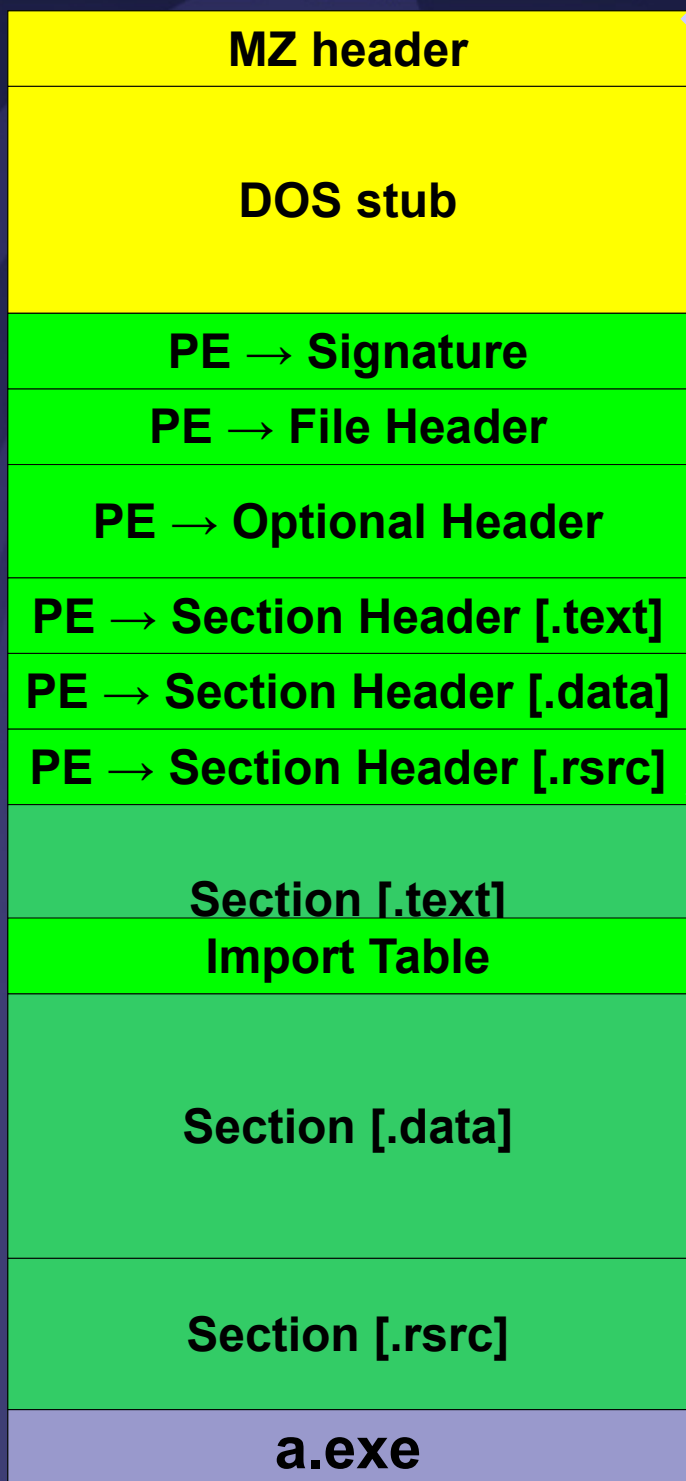 MZ header
DOS stub
PE → Signature
PE → File Header
PE → Optional Header
PE → Section Header [.text]
PE → Section Header [.data]
PE → Section Header [.rsrc]
Section [.text]
Import Table
Section [.data]
Section [.rsrc]
a.exe